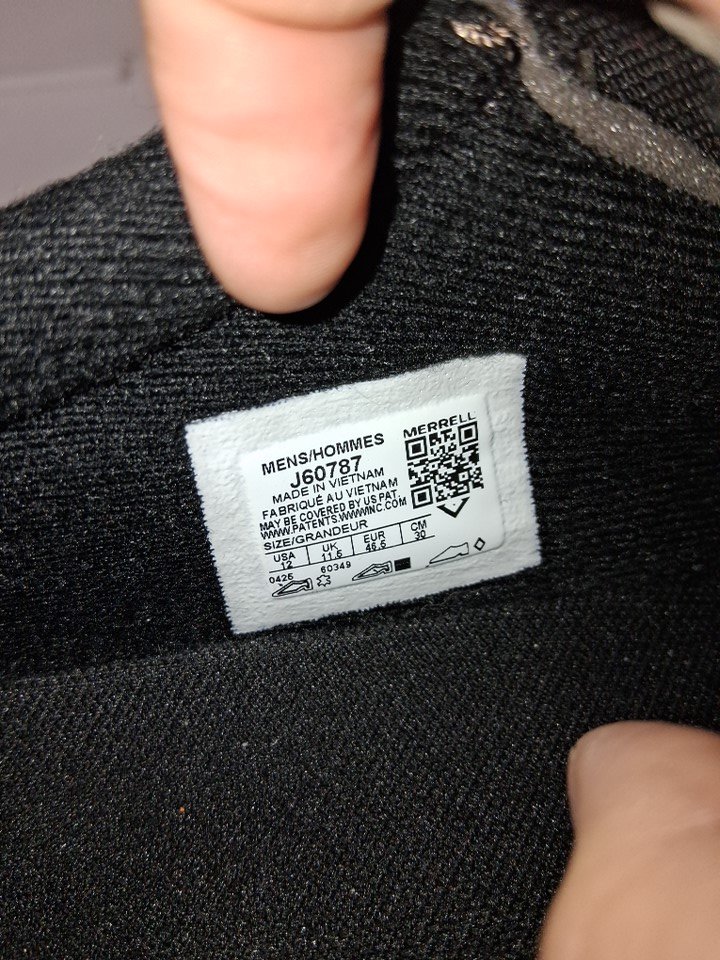 MERRELL
MENS/HOMMES
J60787
MADE IN VIETNAM
FABRIQUÉ AU VIETNAM
MAY BE COVERED BY US PAT
WWW.PATENTS.WWWINC.COM
SIZE/GRANDEUR
USA UK EUR CM
12 11.5 46.5 30
0425 60349